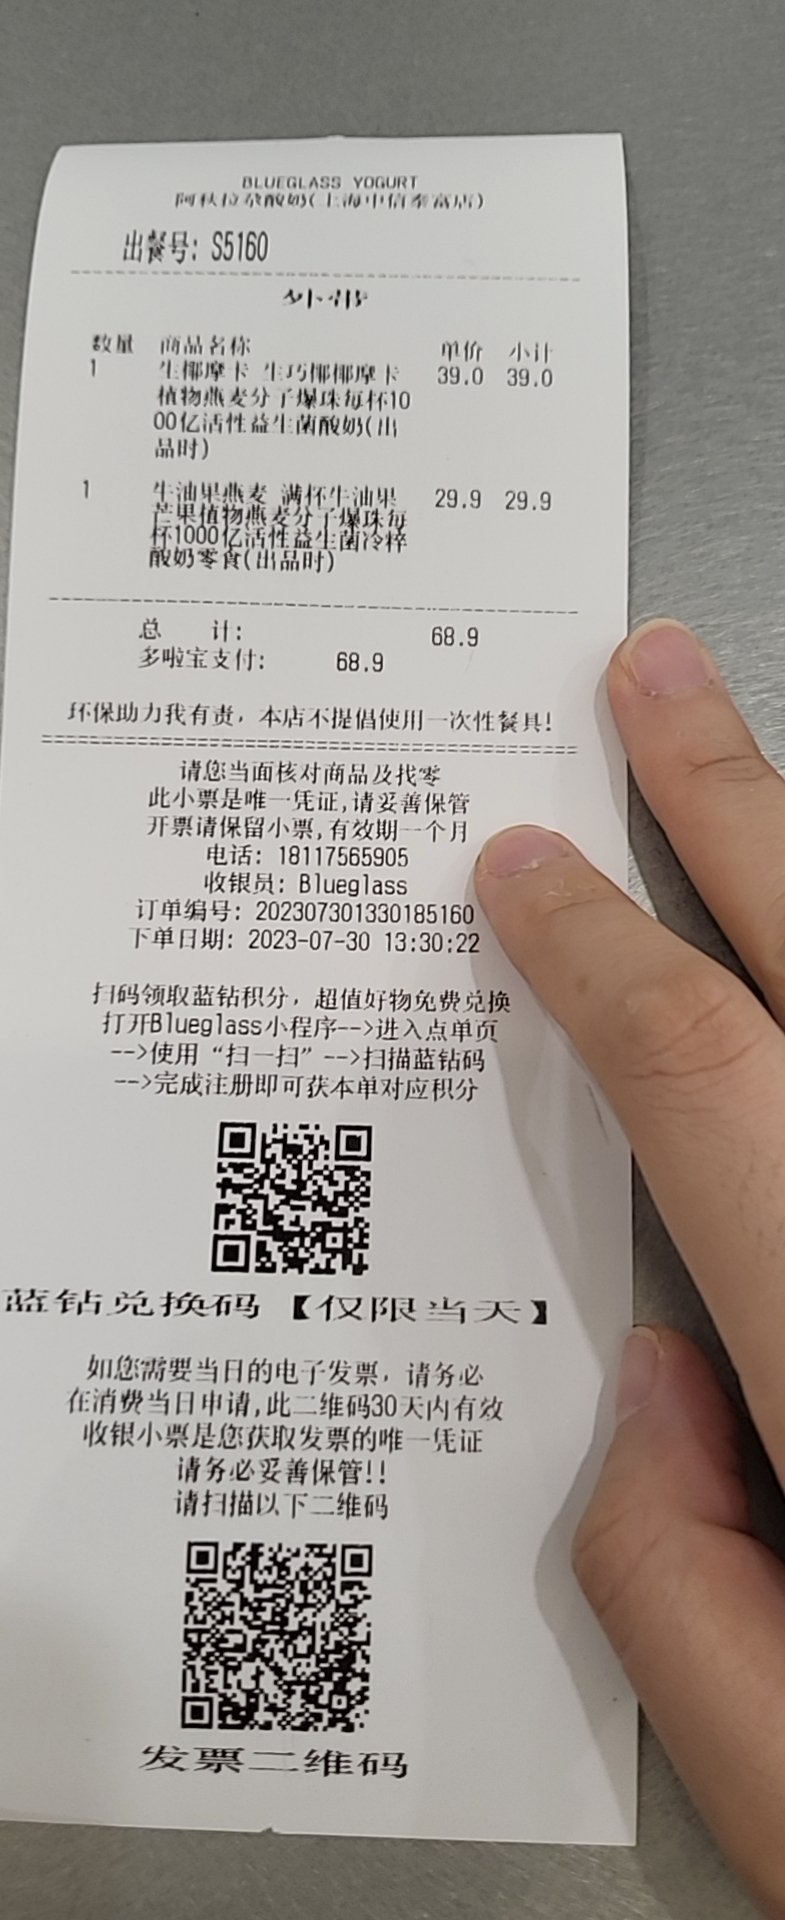 BLUEGLASS YOGURT
阿秋拉尕酸奶(上海中信泰富店)
出餐号: S5160
外带
数量 商品名称 单价 小计
1 生椰摩卡 生巧椰椰摩卡 39.0 39.0
植物燕麦分子爆珠每杯10
00亿活性益生菌酸奶(出
品时)
1 牛油果燕麦 满杯牛油果 29.9 29.9
芒果植物燕麦分子爆珠每
杯1000亿活性益生菌冷粹
酸奶零食(出品时)
总 计: 68.9
多啦宝支付: 68.9
环保助力我有责，本店不提倡使用一次性餐具!
请您当面核对商品及找零
此小票是唯一凭证,请妥善保管
开票请保留小票,有效期一个月
电话: 18117565905
收银员: Blueglass
订单编号: 202307301330185160
下单日期: 2023-07-30 13:30:22
扫码领取蓝钻积分，超值好物免费兑换
打开Blueglass小程序-->进入点单页
-->使用“扫一扫”-->扫描蓝钻码
-->完成注册即可获本单对应积分
蓝钻兑换码【仅限当天】
如您需要当日的电子发票，请务必
在消费当日申请,此二维码30天内有效
收银小票是您获取发票的唯一凭证
请务必妥善保管!!
请扫描以下二维码
发票二维码